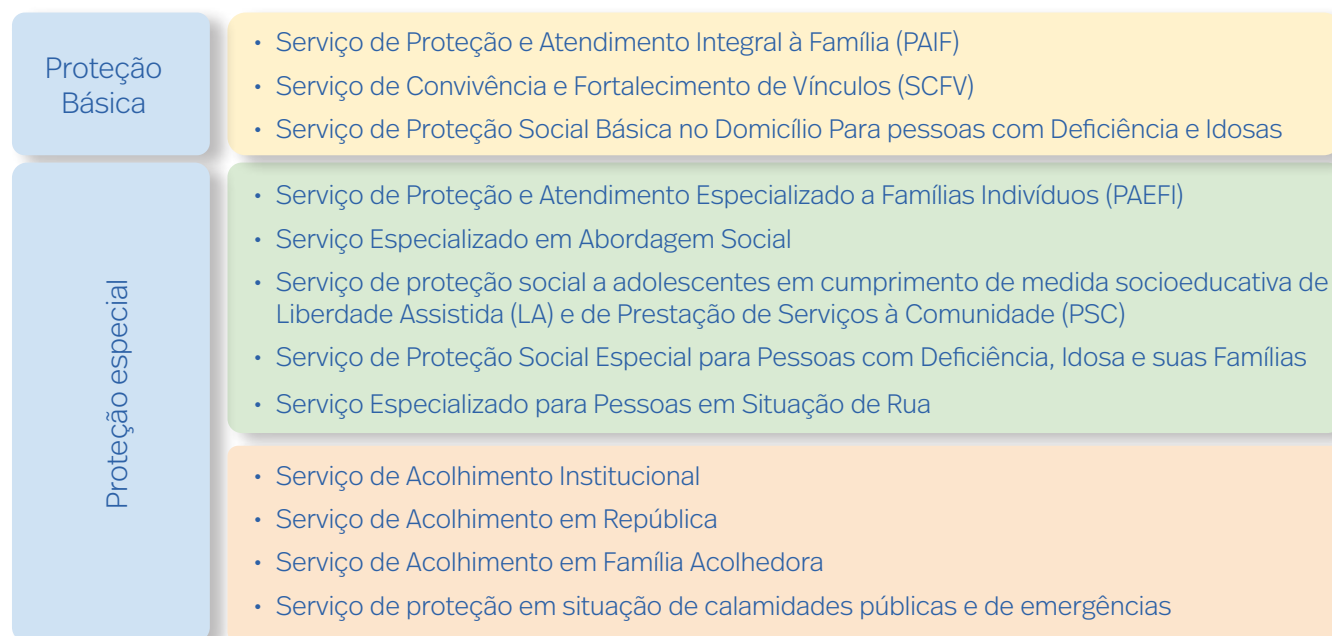 Proteção
Básica
• Serviço de Proteção e Atendimento Integral à Família (PAIF)
• Serviço de Convivência e Fortalecimento de Vínculos (SCFV)
• Serviço de Proteção Social Básica no Domicílio Para pessoas com Deficiência e Idosas
Proteção especial
• Serviço de Proteção e Atendimento Especializado a Famílias Indivíduos (PAEFI)
• Serviço Especializado em Abordagem Social
• Serviço de proteção social a adolescentes em cumprimento de medida socioeducativa de
Liberdade Assistida (LA) e de Prestação de Serviços à Comunidade (PSC)
• Serviço de Proteção Social Especial para Pessoas com Deficiência, Idosa e suas Famílias
• Serviço Especializado para Pessoas em Situação de Rua
• Serviço de Acolhimento Institucional
• Serviço de Acolhimento em República
• Serviço de Acolhimento em Família Acolhedora
• Serviço de proteção em situação de calamidades públicas e de emergências